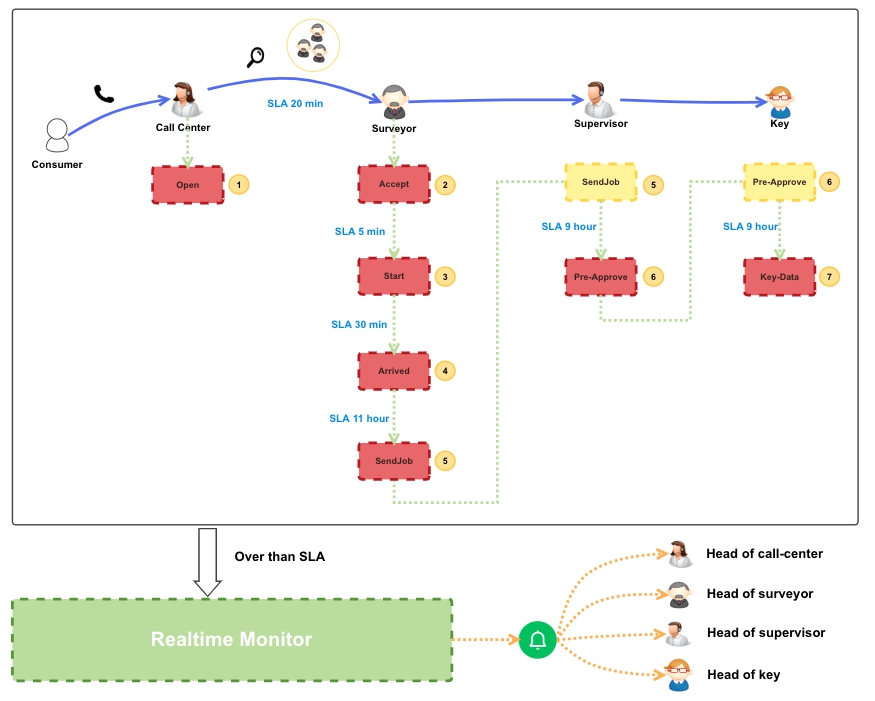 SLA 20 min
Consumer
Call Center
Surveyor
Supervisor
Key
Open
1
Accept
2
SendJob
5
Pre-Approve
6
SLA 5 min
SLA 9 hour
SLA 9 hour
Start
3
Pre-Approve
6
Key-Data
7
SLA 30 min
Arrived
4
SLA 11 hour
SendJob
5
Over than SLA
Realtime Monitor
Head of call-center
Head of surveyor
Head of supervisor
Head of key